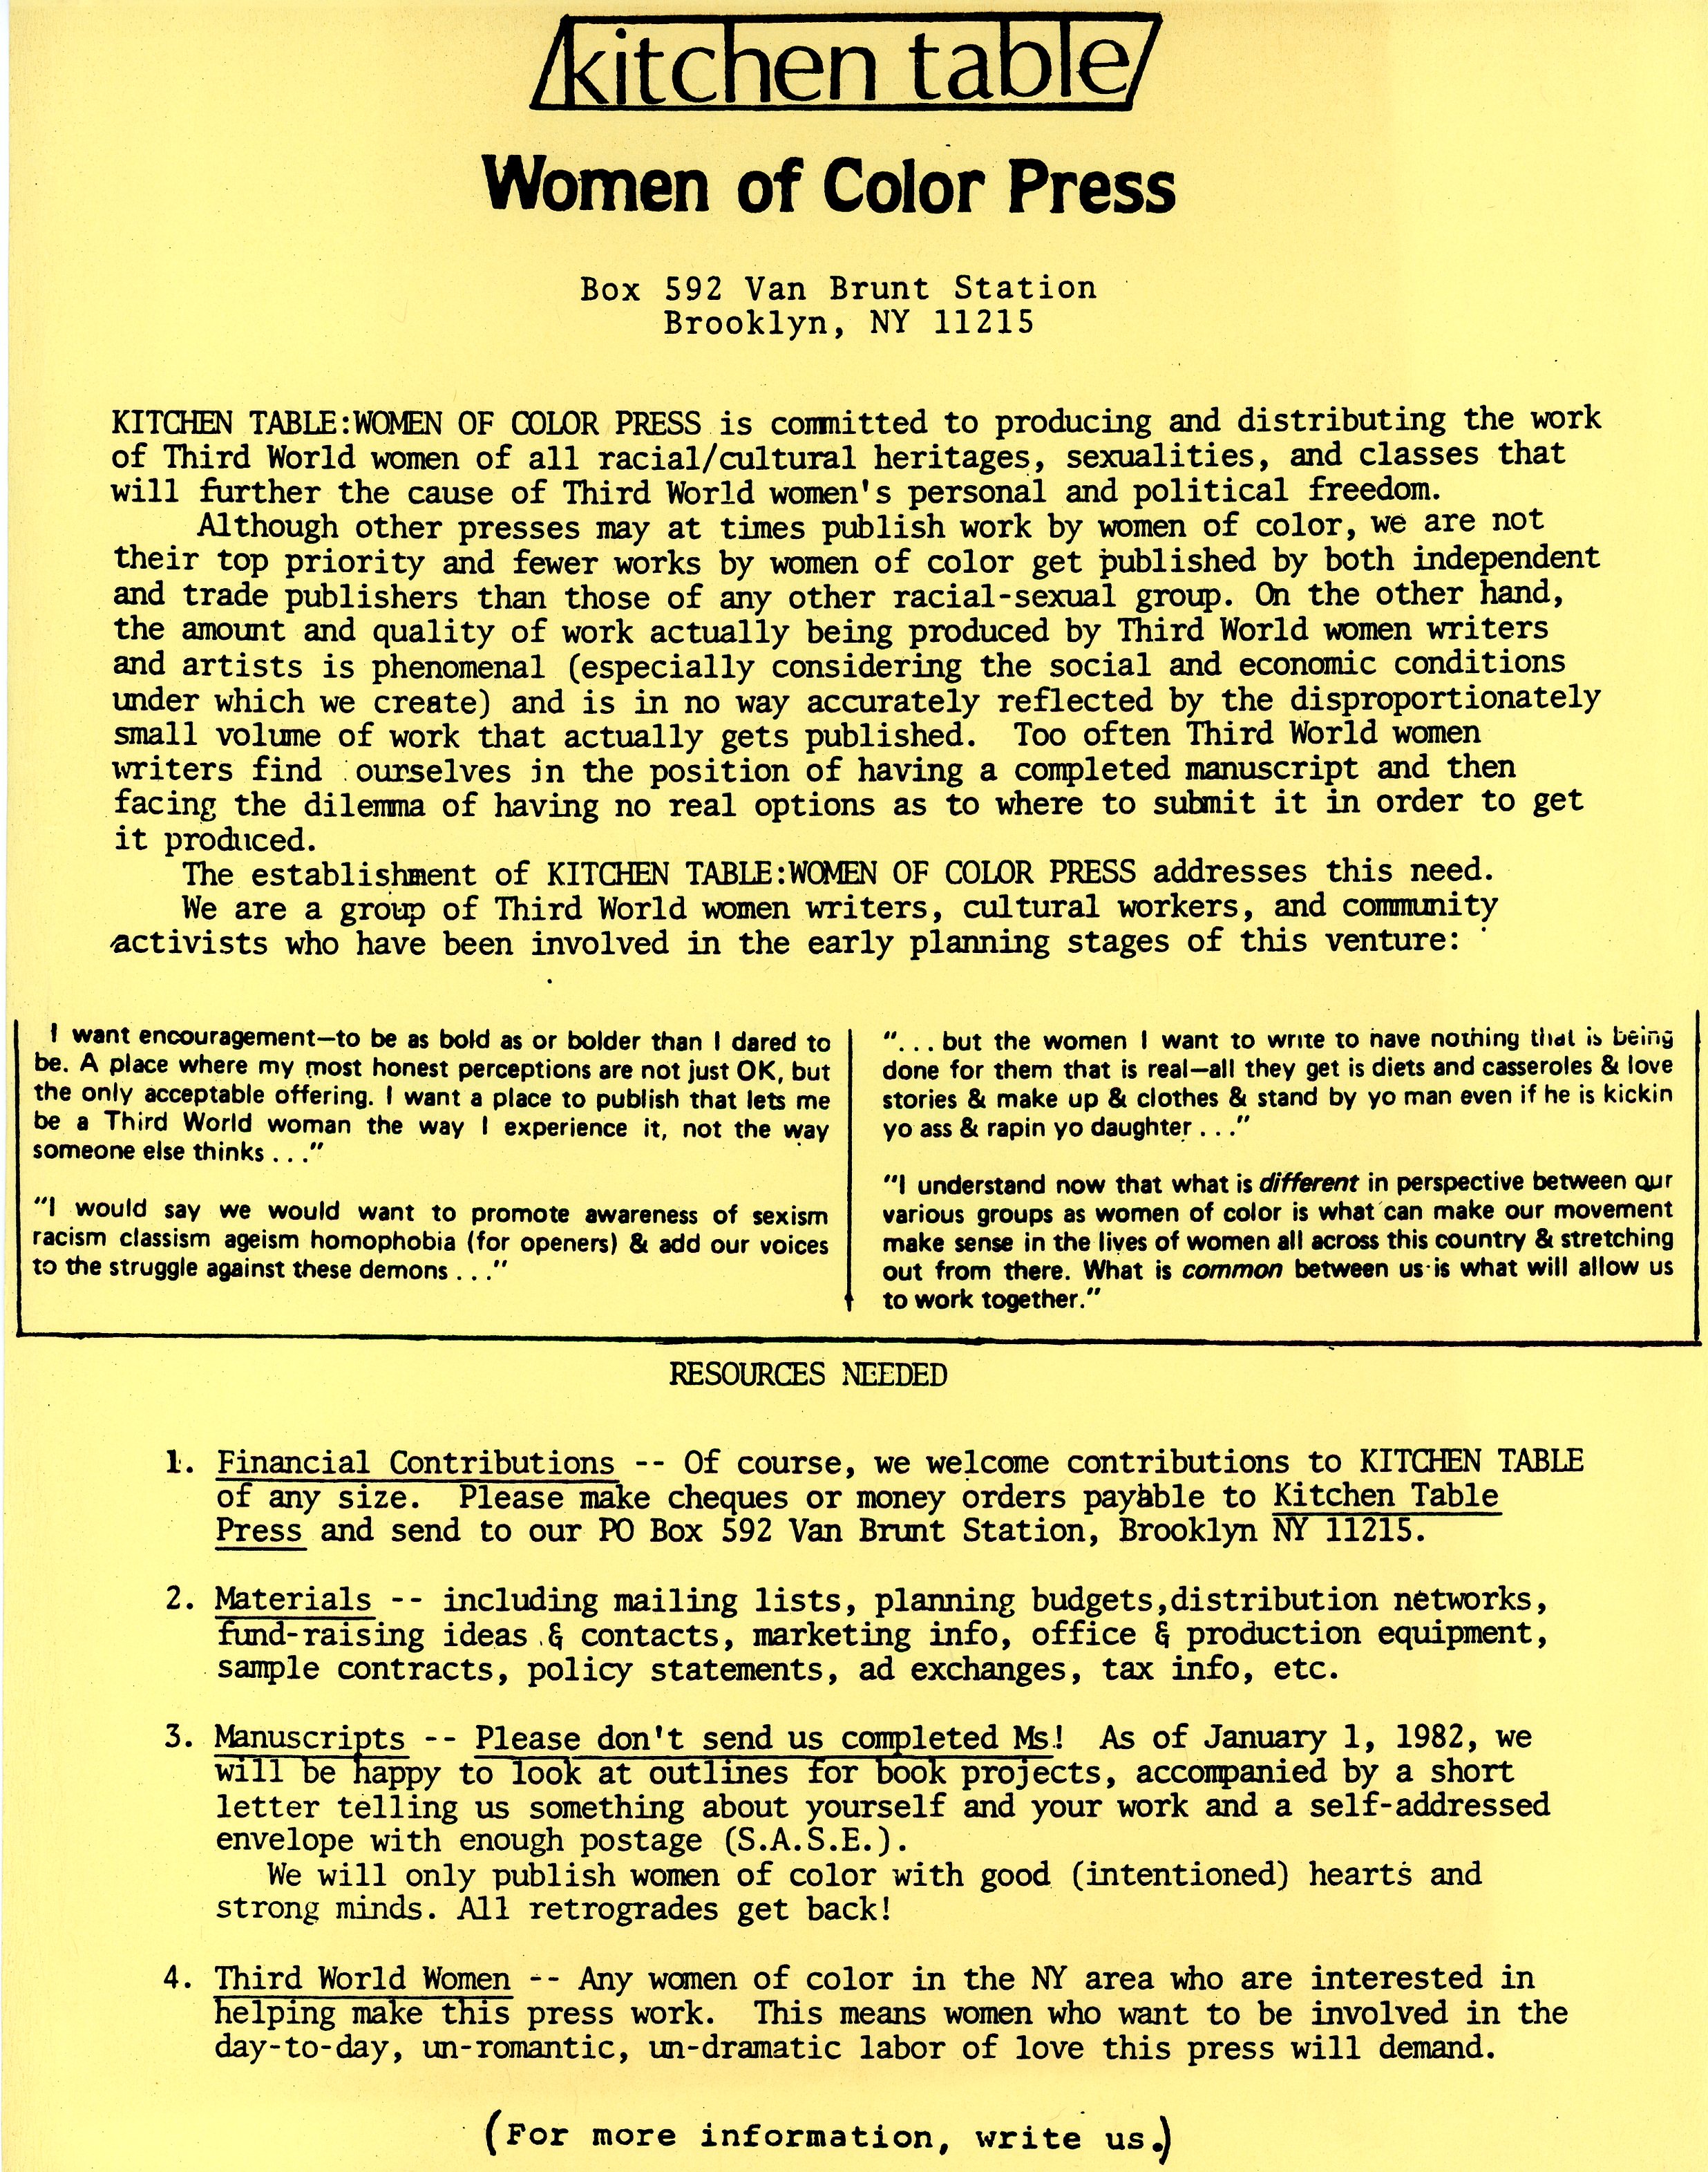 kitchen table
Women of Color Press
Box 592 Van Brunt Station
Brooklyn, NY 11215
KITCHEN TABLE:WOMEN OF COLOR PRESS is committed to producing and distributing the work
of Third World women of all racial/cultural heritages, sexualities, and classes that
will further the cause of Third World women's personal and political freedom.
Although other presses may at times publish work by women of color, we are not
their top priority and fewer works by women of color get published by both independent
and trade publishers than those of any other racial-sexual group. On the other hand,
the amount and quality of work actually being produced by Third World women writers
and artists is phenomenal (especially considering the social and economic conditions
under which we create) and is in no way accurately reflected by the disproportionately
small volume of work that actually gets published. Too often Third World women
writers find ourselves in the position of having a completed manuscript and then
facing the dilemma of having no real options as to where to submit it in order to get
it produced.
The establishment of KITCHEN TABLE:WOMEN OF COLOR PRESS addresses this need.
We are a group of Third World women writers, cultural workers, and community
activists who have been involved in the early planning stages of this venture:
I want encouragement—to be as bold as or bolder than I dared to
be. A place where my most honest perceptions are not just OK, but
the only acceptable offering. I want a place to publish that lets me
be a Third World woman the way I experience it, not the way
someone else thinks . . ."
"I would say we would want to promote awareness of sexism
racism classism ageism homophobia (for openers) & add our voices
to the struggle against these demons . . ."
". . . but the women I want to write to have nothing that is being
done for them that is real—all they get is diets and casseroles & love
stories & make up & clothes & stand by yo man even if he is kickin
yo ass & rapin yo daughter . . ."
"I understand now that what is different in perspective between our
various groups as women of color is what can make our movement
make sense in the lives of women all across this country & stretching
out from there. What is common between us is what will allow us
to work together."
RESOURCES NEEDED
1. Financial Contributions -- Of course, we welcome contributions to KITCHEN TABLE
of any size. Please make cheques or money orders payable to Kitchen Table
Press and send to our PO Box 592 Van Brunt Station, Brooklyn NY 11215.
2. Materials -- including mailing lists, planning budgets,distribution networks,
fund-raising ideas & contacts, marketing info, office & production equipment,
sample contracts, policy statements, ad exchanges, tax info, etc.
3. Manuscripts -- Please don't send us completed Ms! As of January 1, 1982, we
will be happy to look at outlines for book projects, accompanied by a short
letter telling us something about yourself and your work and a self-addressed
envelope with enough postage (S.A.S.E.).
We will only publish women of color with good (intentioned) hearts and
strong minds. All retrogrades get back!
4. Third World Women -- Any women of color in the NY area who are interested in
helping make this press work. This means women who want to be involved in the
day-to-day, un-romantic, un-dramatic labor of love this press will demand.
(For more information, write us.)